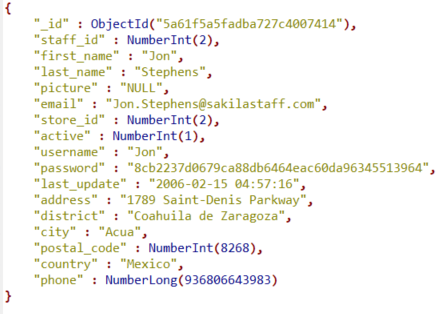 {
"_id" : ObjectId("5a61f5a5fadba727c4007414"),
"staff_id" : NumberInt(2),
"first_name" : "Jon",
"last_name" : "Stephens",
"picture" : "NULL",
"email" : "Jon.Stephens@sakilastaff.com",
"store_id" : NumberInt(2),
"active" : NumberInt(1),
"username" : "Jon",
"password" : "8cb2237d0679ca88db6464eac60da96345513964",
"last_update" : "2006-02-15 04:57:16",
"address" : "1789 Saint-Denis Parkway",
"district" : "Coahuila de Zaragoza",
"city" : "Acua",
"postal_code" : NumberInt(8268),
"country" : "Mexico",
"phone" : NumberLong(936806643983)
}